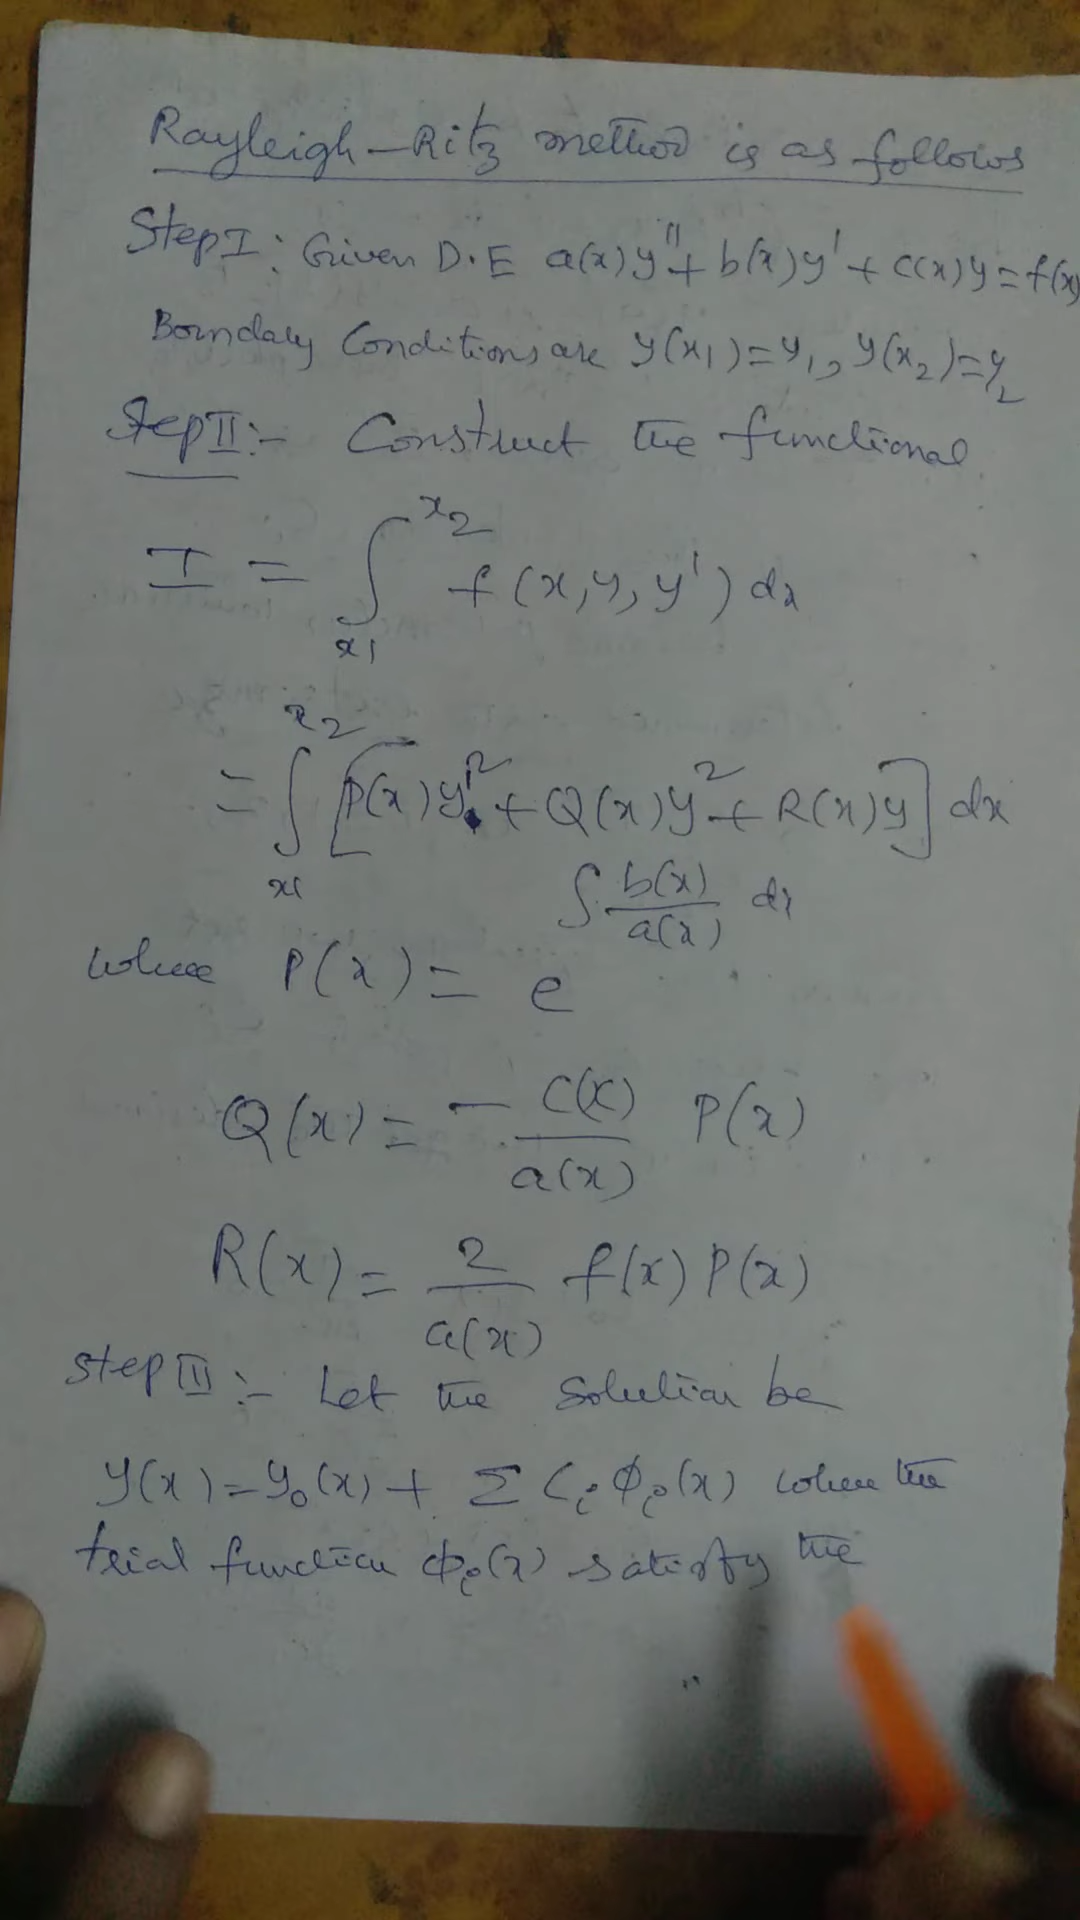 Rayleigh-Ritz method is as follows
Step I: Given D.E a(x)y'' + b(x)y' + c(x)y = f(x)
Boundary Conditions are y(x₁)=y₁, y(x₂)=y₂
Step II:- Construct the functional
I = ∫_{x1}^{x2} f(x,y,y') dx
= ∫_{x1}^{x2} [P(x)y'² + Q(x)y² + R(x)y] dx
where P(x) = e^{∫ b(x)/a(x) dx}
Q(x) = - c(x)/a(x) P(x)
R(x) = 2/a(x) f(x) P(x)
Step III :- Let the Solution be
y(x) = y₀(x) + Σ Cᵢ Φᵢ(x) where the
trial function Φᵢ(x) satisfy the